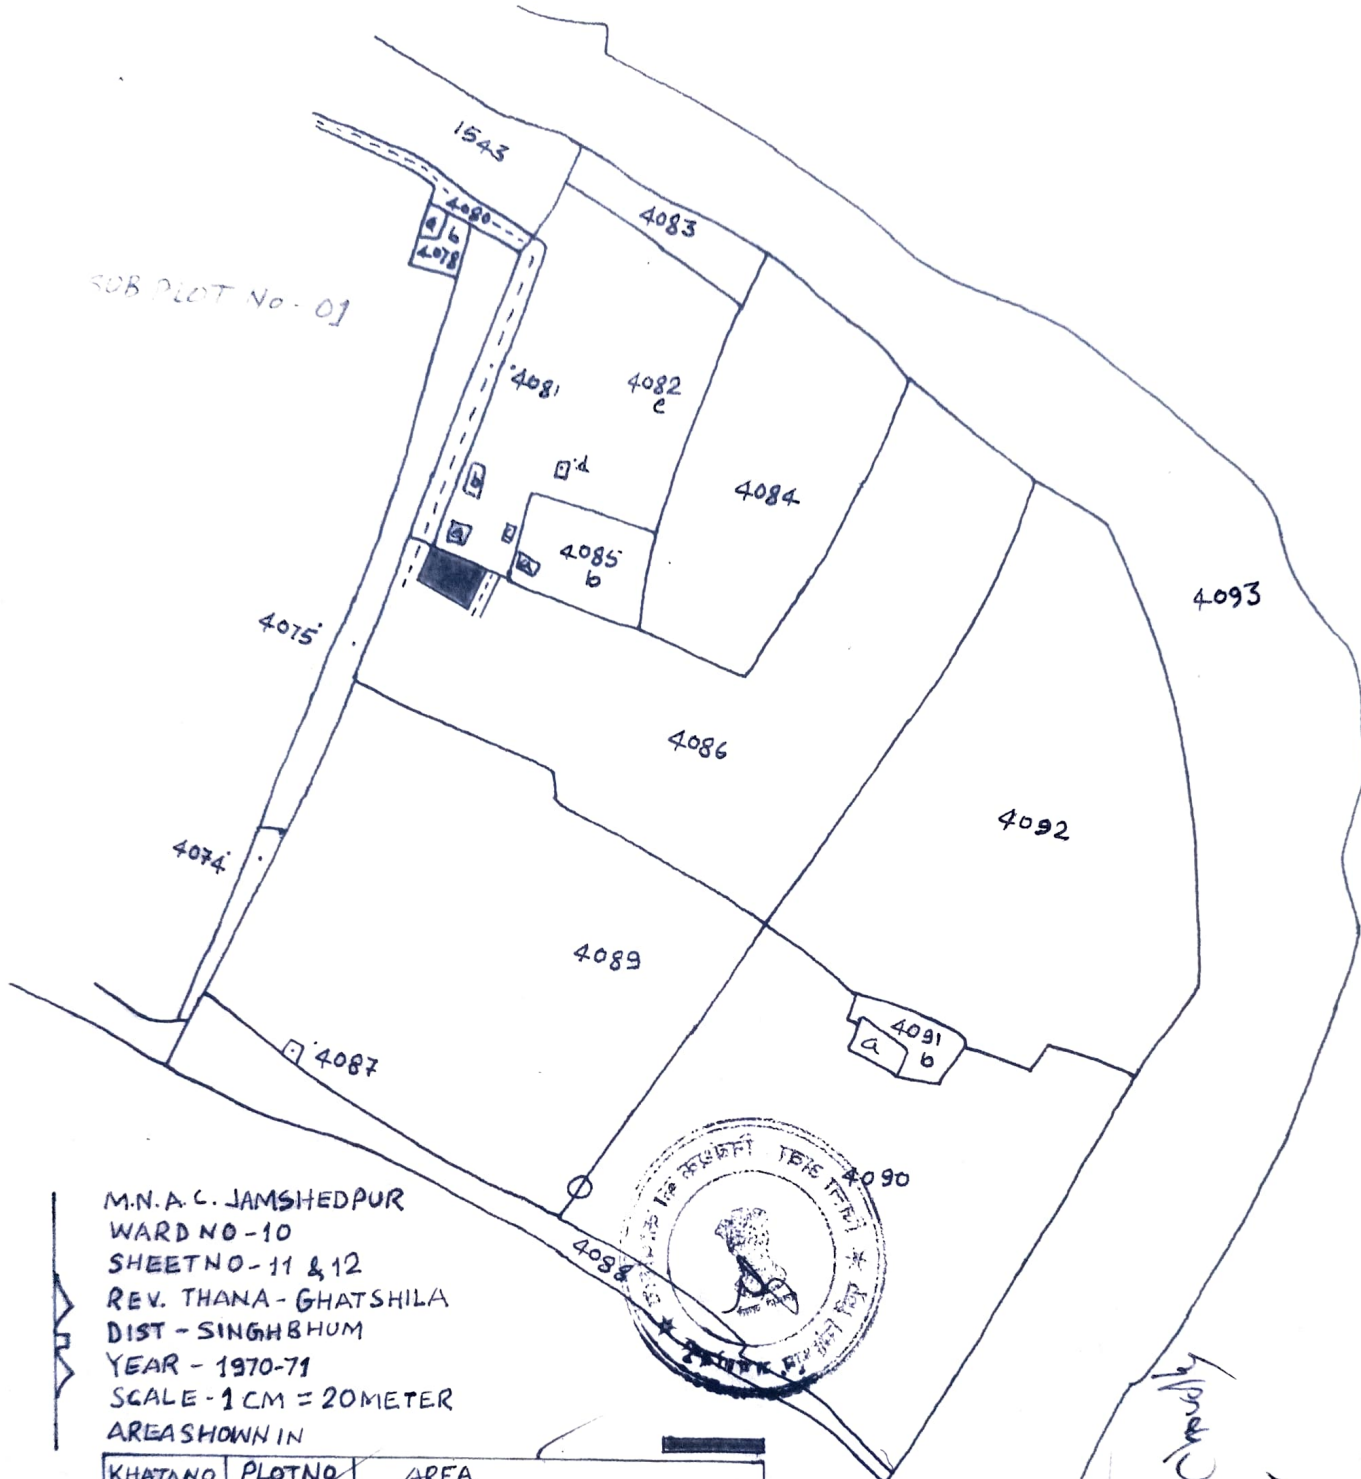 1543
4080
4083
a b
4078
SUB PLOT NO - 01
4081
4082
e
b
d
4084
a
c
4085
a
b
4093
4075
4086
4092
4074
4089
4091
a
b
4087
4090
4088
M.N.A.C. JAMSHEDPUR
WARD NO - 10
SHEET NO - 11 & 12
REV. THANA - GHATSHILA
DIST - SINGHBHUM
YEAR - 1970-71
SCALE - 1 CM = 20 METER
AREA SHOWN IN
KHATA NO PLOT NO AREA